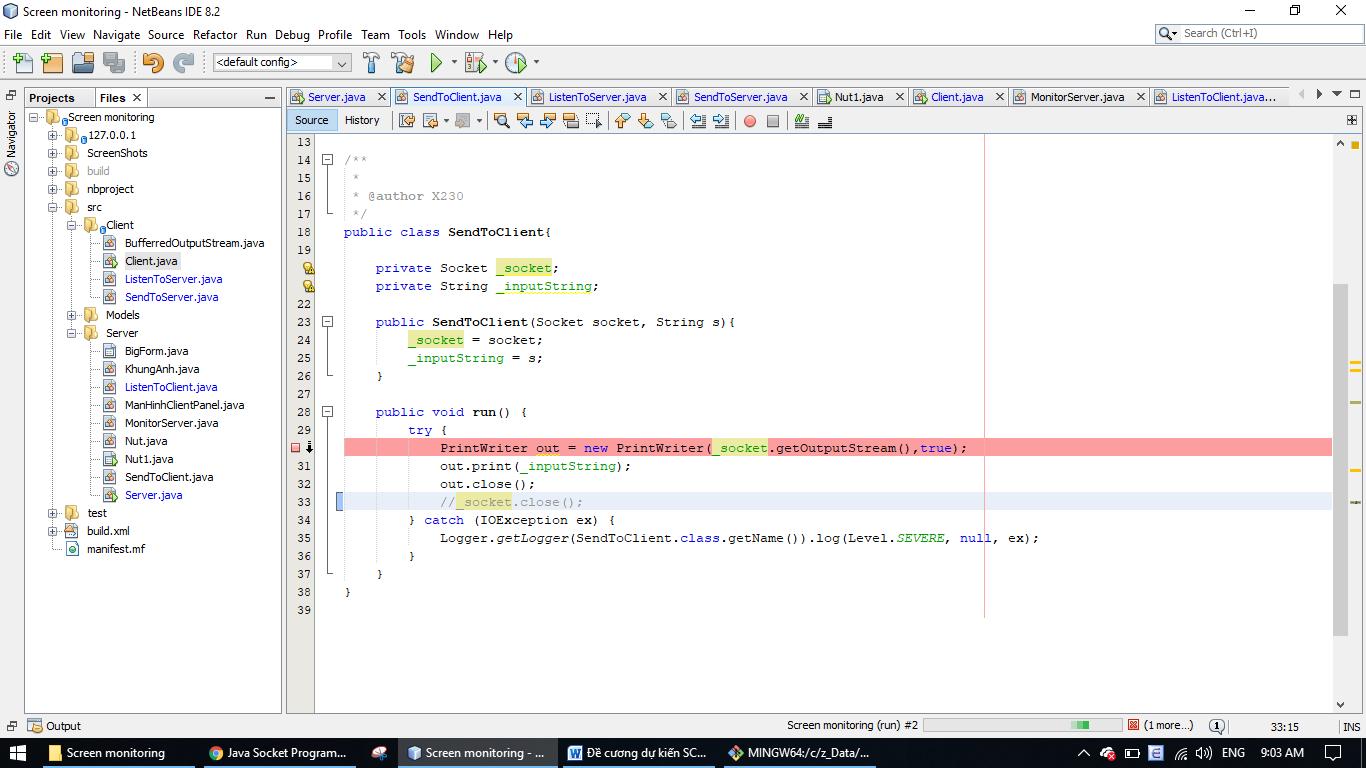 Screen monitoring - NetBeans IDE 8.2
File Edit View Navigate Source Refactor Run Debug Profile Team Tools Window Help
Search (Ctrl+I)
<default config>
Projects Files
Navigator
Screen monitoring
127.0.0.1
ScreenShots
build
nbproject
src
Client
BufferredOutputStream.java
Client.java
ListenToServer.java
SendToServer.java
Models
Server
BigForm.java
KhungAnh.java
ListenToClient.java
ManHinhClientPanel.java
MonitorServer.java
Nut.java
Nut1.java
SendToClient.java
Server.java
test
build.xml
manifest.mf
Server.java SendToClient.java ListenToServer.java SendToServer.java Nut1.java Client.java MonitorServer.java ListenToClient.java...
Source History
13
14 /**
15 *
16 * @author X230
17 */
18 public class SendToClient{
19
private Socket _socket;
private String _inputString;
22
23 public SendToClient(Socket socket, String s){
24 _socket = socket;
25 _inputString = s;
26 }
27
28 public void run() {
29 try {
PrintWriter out = new PrintWriter(_socket.getOutputStream(),true);
31 out.print(_inputString);
32 out.close();
33 //_socket.close();
34 } catch (IOException ex) {
35 Logger.getLogger(SendToClient.class.getName()).log(Level.SEVERE, null, ex);
36 }
37 }
38 }
39
Output
Screen monitoring (run) #2 (1 more...) 1 33:15 INS
Screen monitoring Java Socket Program... Screen monitoring - ... Đề cương dự kiến SC... MINGW64:/c/z_Data/... ENG 9:03 AM